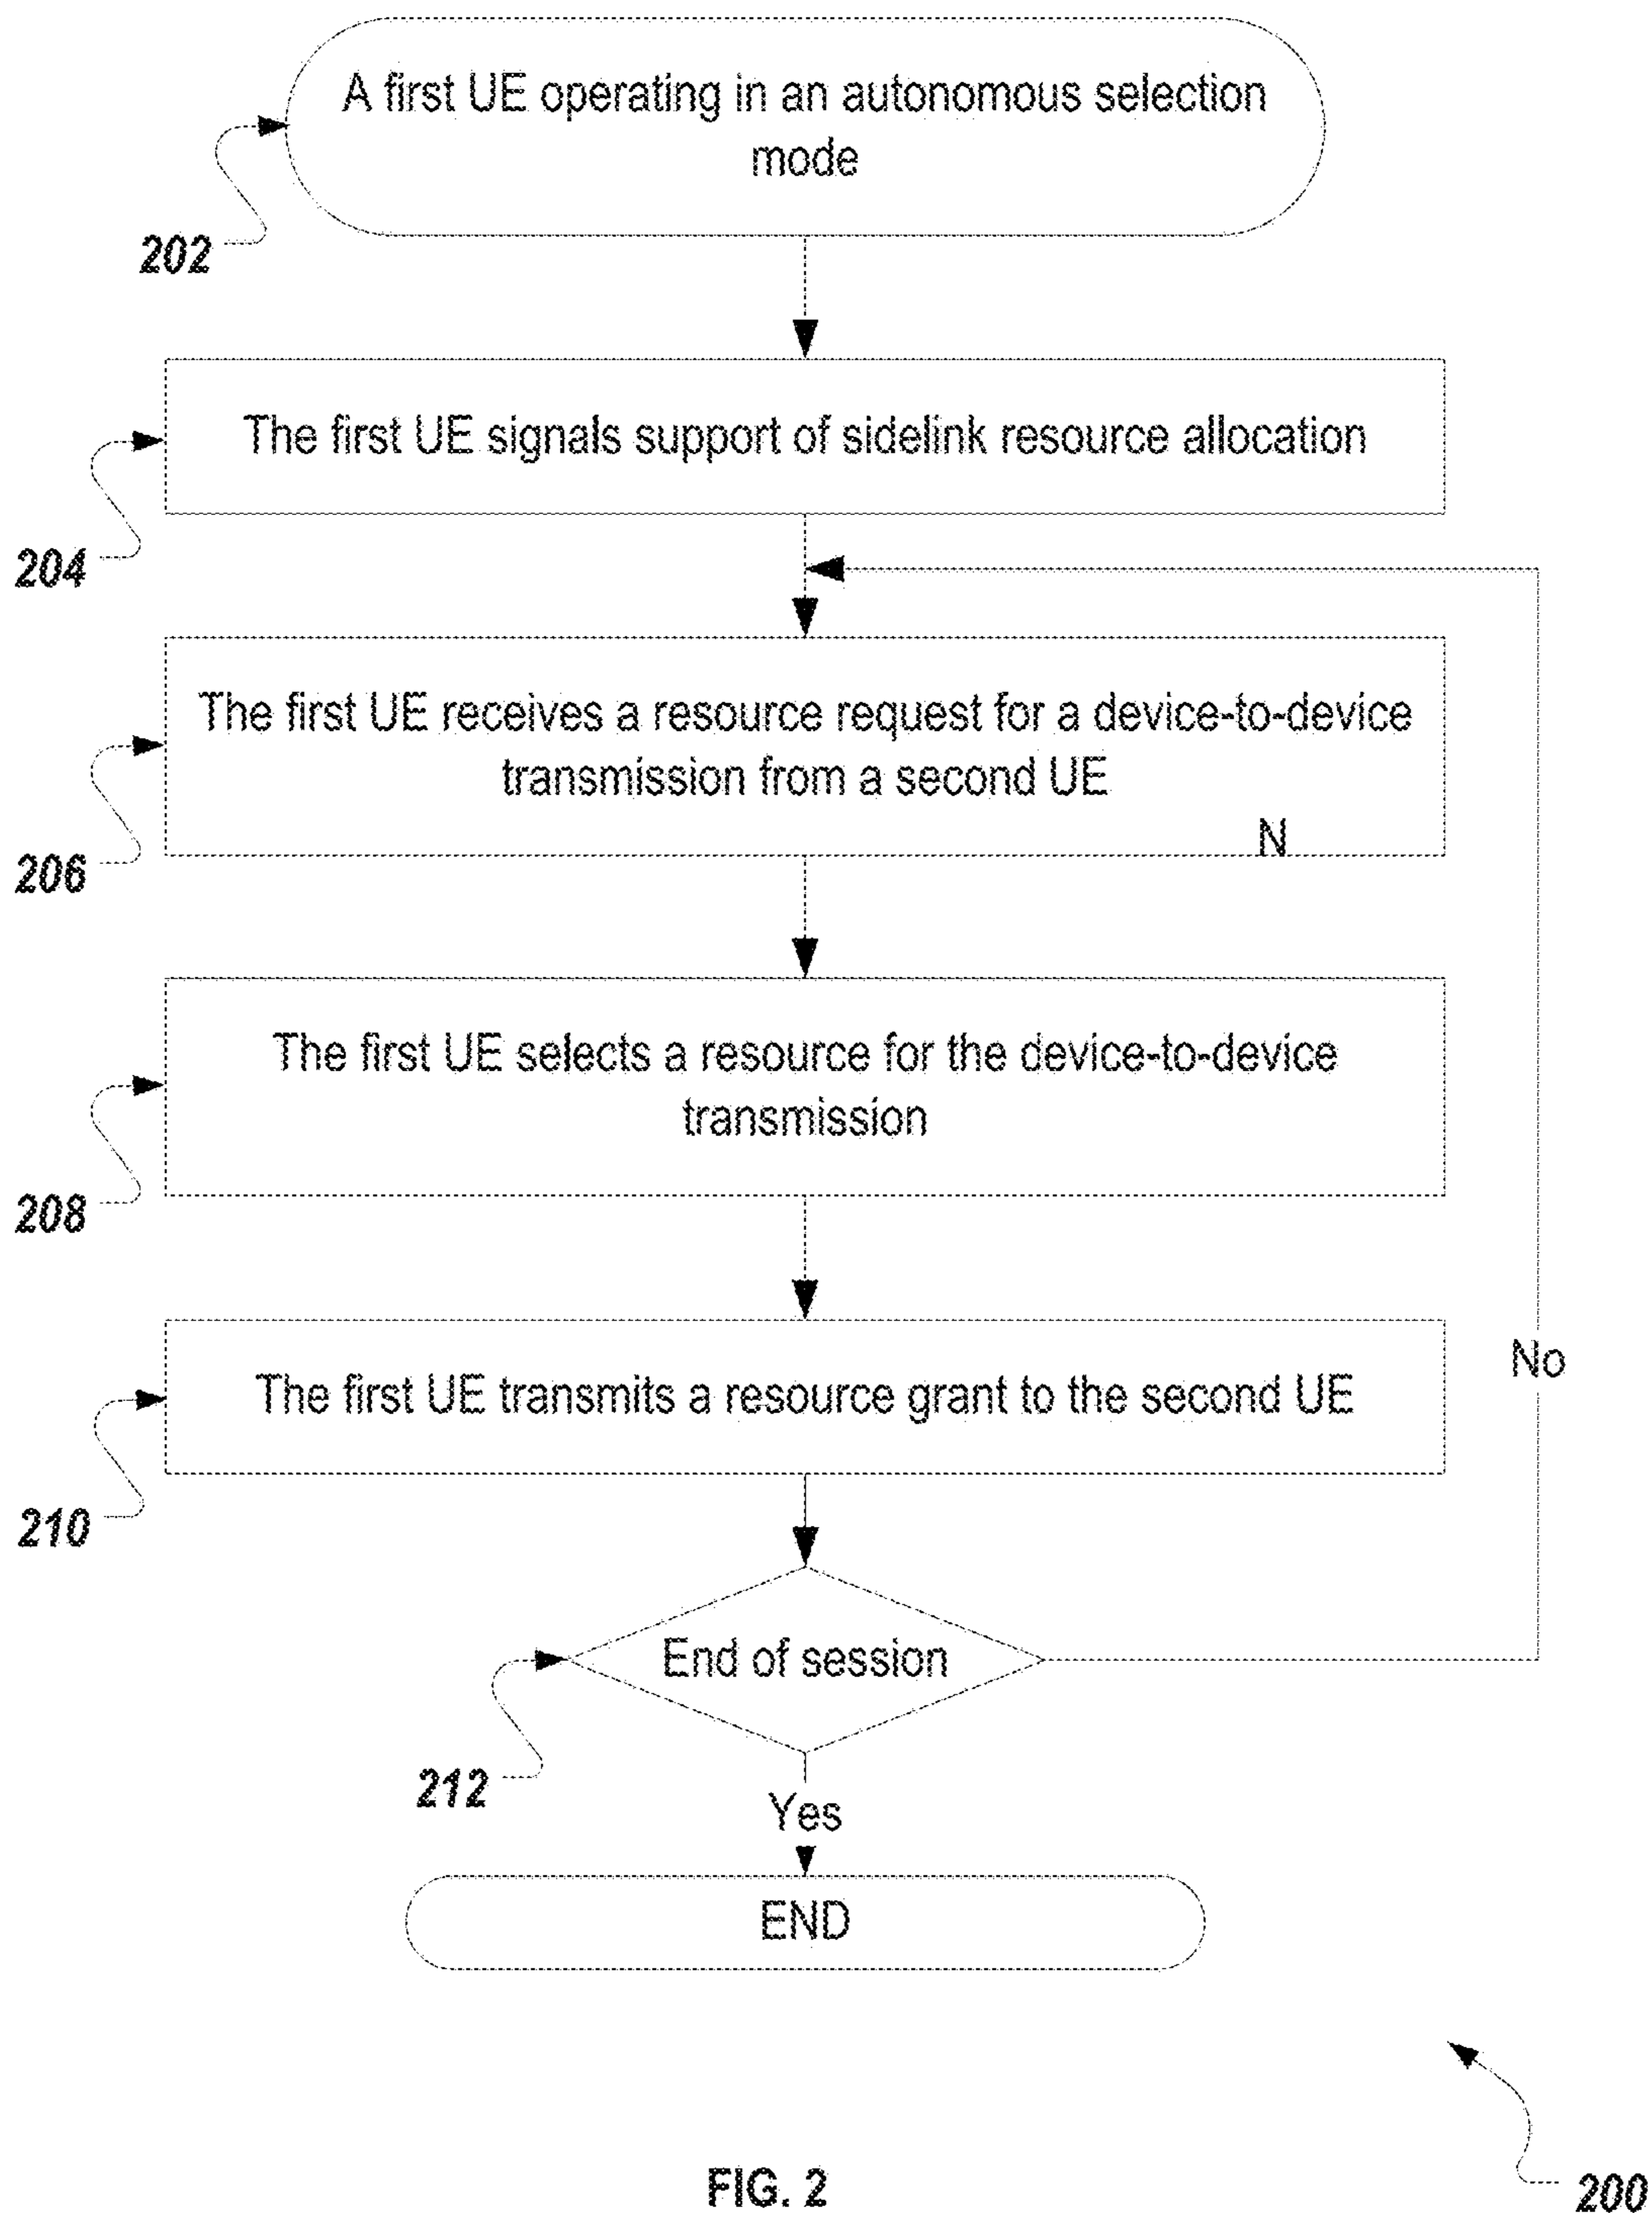 A first UE operating in an autonomous selection
mode
202
The first UE signals support of sidelink resource allocation
204
The first UE receives a resource request for a device-to-device
transmission from a second UE
N
206
The first UE selects a resource for the device-to-device
transmission
208
No
The first UE transmits a resource grant to the second UE
210
End of session
212
Yes
END
FIG. 2
200